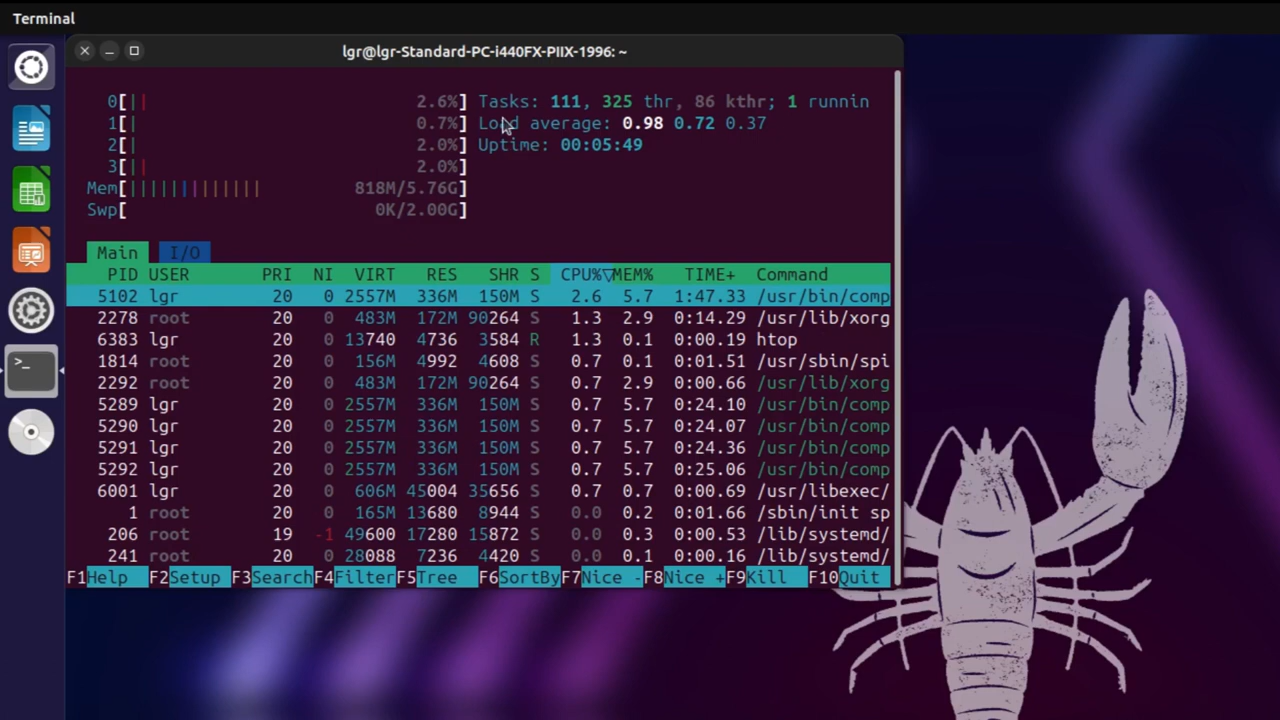 Terminal
lgr@lgr-Standard-PC-i440FX-PIIX-1996: ~
0[|| 2.6%] Tasks: 111, 325 thr, 86 kthr; 1 runnin
1[| 0.7%] Load average: 0.98 0.72 0.37
2[| 2.0%] Uptime: 00:05:49
3[|| 2.0%]
Mem[||||||||||||||| 818M/5.76G]
Swp[ 0K/2.00G]
Main I/O
PID USER PRI NI VIRT RES SHR S CPU%▽MEM% TIME+ Command
5102 lgr 20 0 2557M 336M 150M S 2.6 5.7 1:47.33 /usr/bin/comp
2278 root 20 0 483M 172M 90264 S 1.3 2.9 0:14.29 /usr/lib/xorg
6383 lgr 20 0 13740 4736 3584 R 1.3 0.1 0:00.19 htop
1814 root 20 0 156M 4992 4608 S 0.7 0.1 0:01.51 /usr/sbin/spi
2292 root 20 0 483M 172M 90264 S 0.7 2.9 0:00.66 /usr/lib/xorg
5289 lgr 20 0 2557M 336M 150M S 0.7 5.7 0:24.10 /usr/bin/comp
5290 lgr 20 0 2557M 336M 150M S 0.7 5.7 0:24.07 /usr/bin/comp
5291 lgr 20 0 2557M 336M 150M S 0.7 5.7 0:24.36 /usr/bin/comp
5292 lgr 20 0 2557M 336M 150M S 0.7 5.7 0:25.06 /usr/bin/comp
6001 lgr 20 0 606M 45004 35656 S 0.7 0.7 0:00.69 /usr/libexec/
1 root 20 0 165M 13680 8944 S 0.0 0.2 0:01.66 /sbin/init sp
206 root 19 -1 49600 17280 15872 S 0.0 0.3 0:00.53 /lib/systemd/
241 root 20 0 28088 7236 4420 S 0.0 0.1 0:00.16 /lib/systemd/
F1Help F2Setup F3SearchF4FilterF5Tree F6SortByF7Nice -F8Nice +F9Kill F10Quit